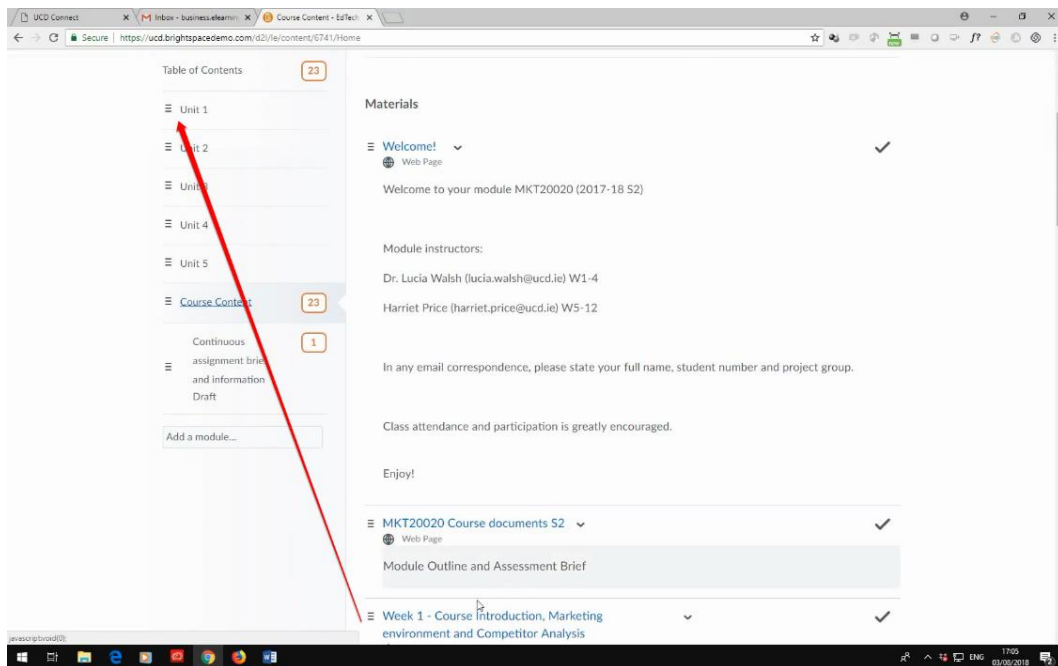 UCD Connect
Inbox - business.elearnin
Course Content - EdTech
Secure
https://ucd.brightspacedemo.com/d2l/le/content/6741/Home
Table of Contents
23
Unit 1
Unit 2
Unit
Unit 4
Unit 5
Course Content
23
Continuous
1
assignment brief
and information
Draft
Add a module...
Materials
Welcome!
Web Page
Welcome to your module MKT20020 (2017-18 S2)
Module instructors:
Dr. Lucia Walsh (lucia.walsh@ucd.ie) W1-4
Harriet Price (harriet.price@ucd.ie) W5-12
In any email correspondence, please state your full name, student number and project group.
Class attendance and participation is greatly encouraged.
Enjoy!
MKT20020 Course documents S2
Web Page
Module Outline and Assessment Brief
Week 1 - Course Introduction, Marketing
environment and Competitor Analysis
javascript:void(0);
ENG
17:05
03/08/2018